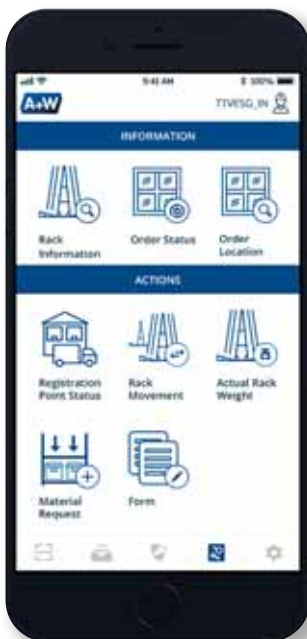 9:41 AM
100%
A+W
TTVESG_IN
INFORMATION
Rack
Information
Order Status
Order
Location
ACTIONS
Registration
Point Status
Rack
Movement
Actual Rack
Weight
Material
Request
Form